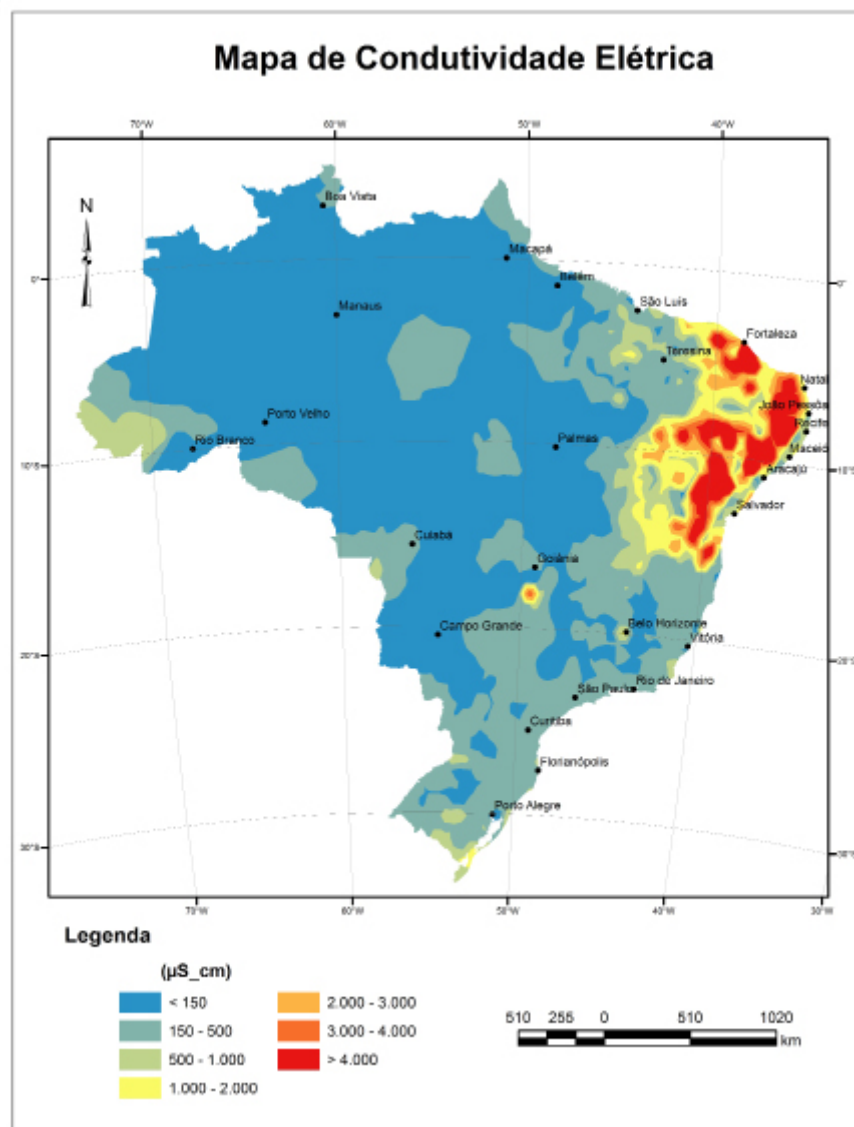 Mapa de Condutividade Elétrica
70°W 60°W 50°W 40°W
N
Boa Vista
Macapá
Belém
0° 0°
São Luis
Manaus
Fortaleza
Teresina
Natal
João Pessôa
Porto Velho
Recife
Rio Branco
Palmas
Maceió
10°S 10°S
Aracajú
Salvador
Cuiabá
Goiânia
Campo Grande
Belo Horizonte
Vitória
20°S 20°S
São Paulo
Rio de Janeiro
Curitiba
Florianópolis
Porto Alegre
30°S 30°S
70°W 60°W 50°W 40°W 30°W
Legenda
(µS_cm)
< 150
150 - 500
500 - 1.000
1.000 - 2.000
2.000 - 3.000
3.000 - 4.000
> 4.000
510 255 0 510 1020
km